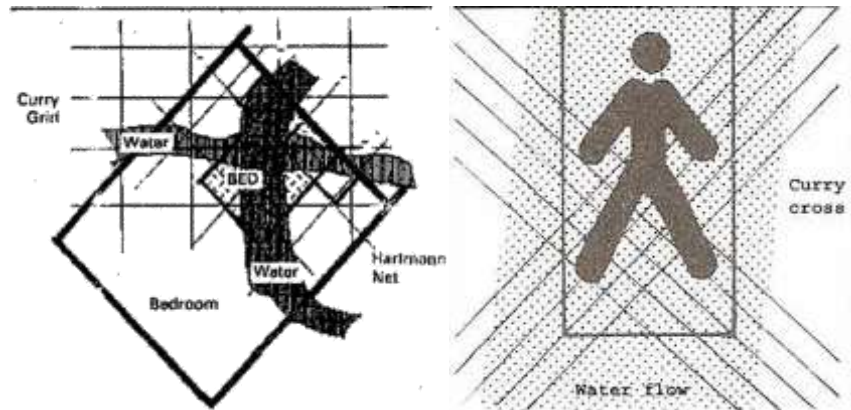 Curry
Grid
Water
BED
Water
Hartmann
Net
Bedroom
Curry
cross
Water flow